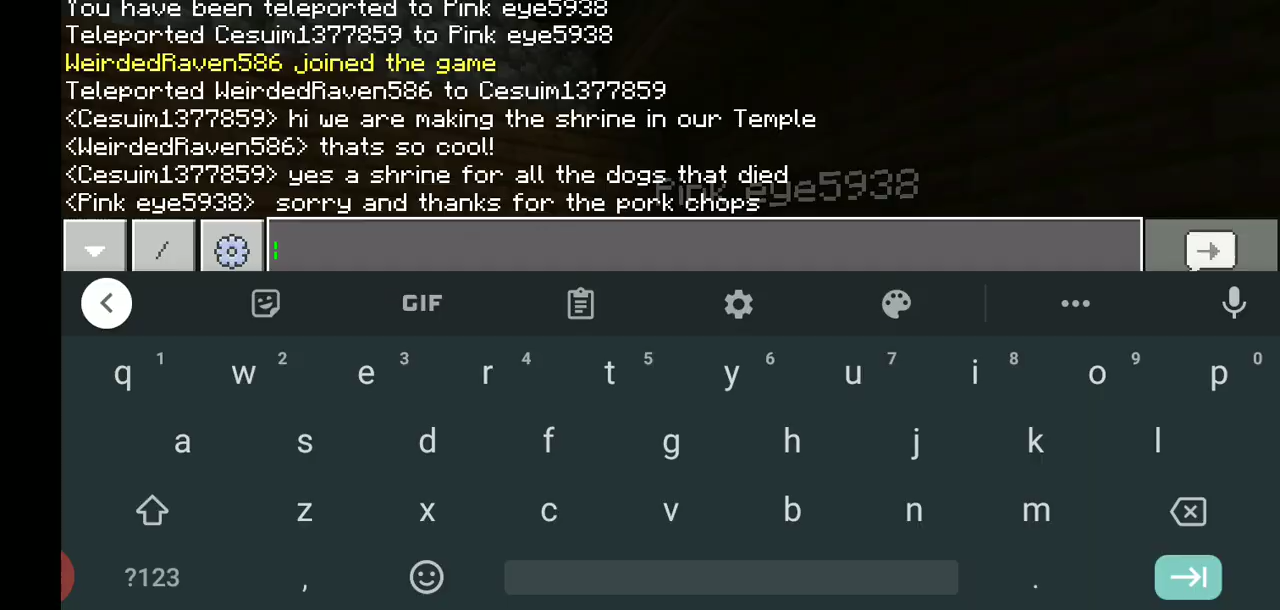 You have been teleported to Pink eye5938
Teleported Cesuim1377859 to Pink eye5938
WeirdedRaven586 joined the game
Teleported WeirdedRaven586 to Cesuim1377859
<Cesuim1377859> hi we are making the shrine in our Temple
<WeirdedRaven586> thats so cool!
<Cesuim1377859> yes a shrine for all the dogs that died
Pink eye5938
<Pink eye5938> sorry and thanks for the pork chops
/
GIF
q 1 w 2 e 3 r 4 t 5 y 6 u 7 i 8 o 9 p 0
a s d f g h j k l
z x c v b n m
?123 , .